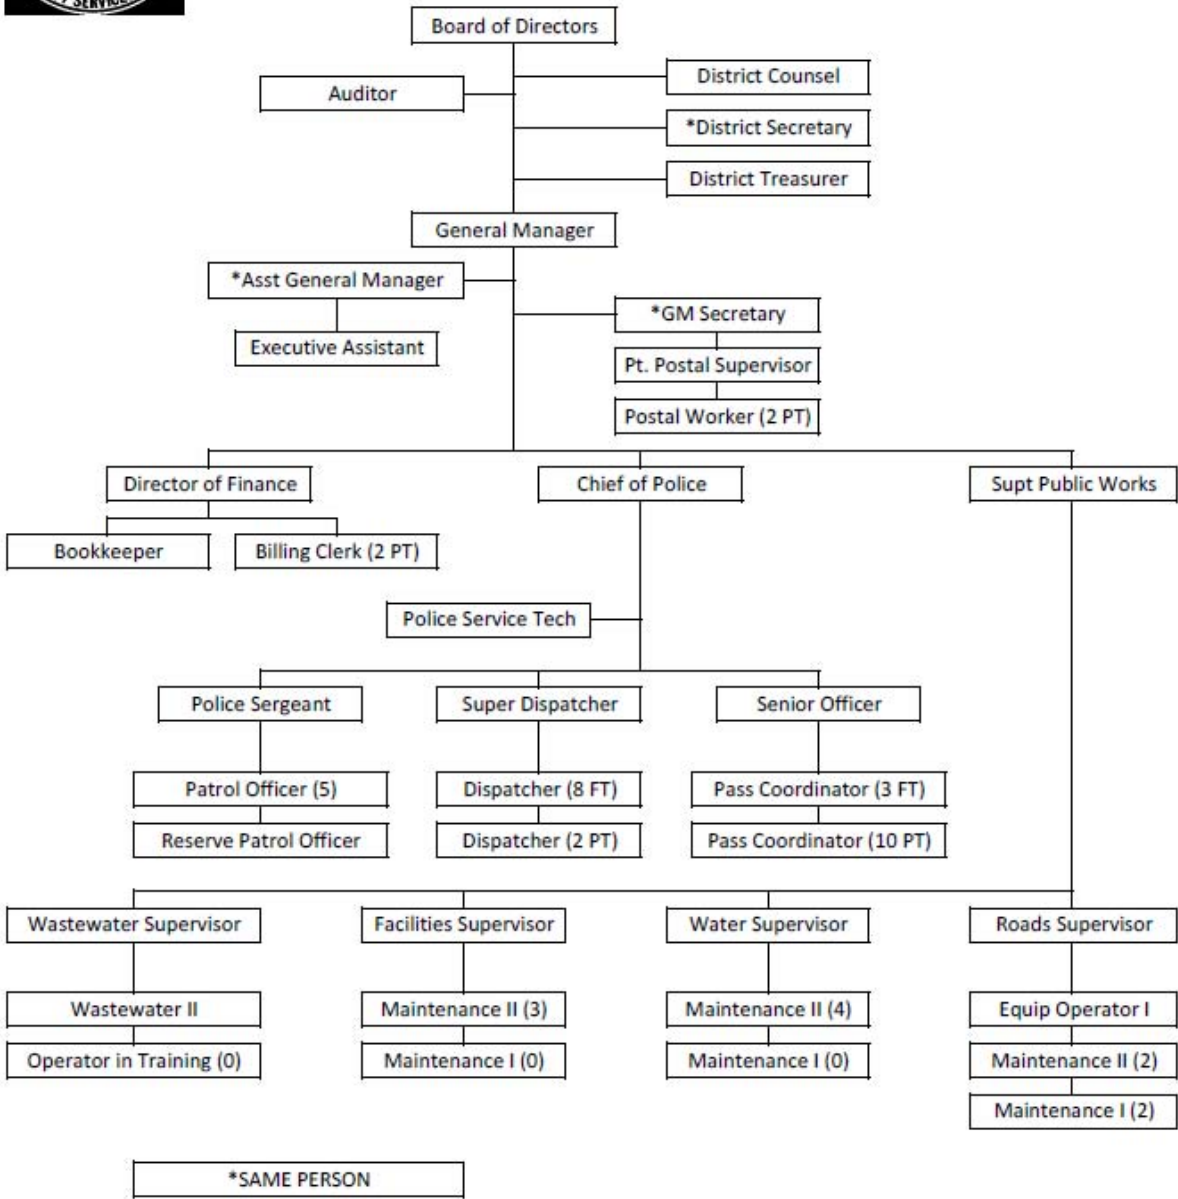 SERVICE
Board of Directors
District Counsel
Auditor
*District Secretary
District Treasurer
General Manager
*Asst General Manager
*GM Secretary
Executive Assistant
Pt. Postal Supervisor
Postal Worker (2 PT)
Director of Finance
Chief of Police
Supt Public Works
Bookkeeper
Billing Clerk (2 PT)
Police Service Tech
Police Sergeant
Super Dispatcher
Senior Officer
Patrol Officer (5)
Dispatcher (8 FT)
Pass Coordinator (3 FT)
Reserve Patrol Officer
Dispatcher (2 PT)
Pass Coordinator (10 PT)
Wastewater Supervisor
Facilities Supervisor
Water Supervisor
Roads Supervisor
Wastewater II
Maintenance II (3)
Maintenance II (4)
Equip Operator I
Operator in Training (0)
Maintenance I (0)
Maintenance I (0)
Maintenance II (2)
Maintenance I (2)
*SAME PERSON